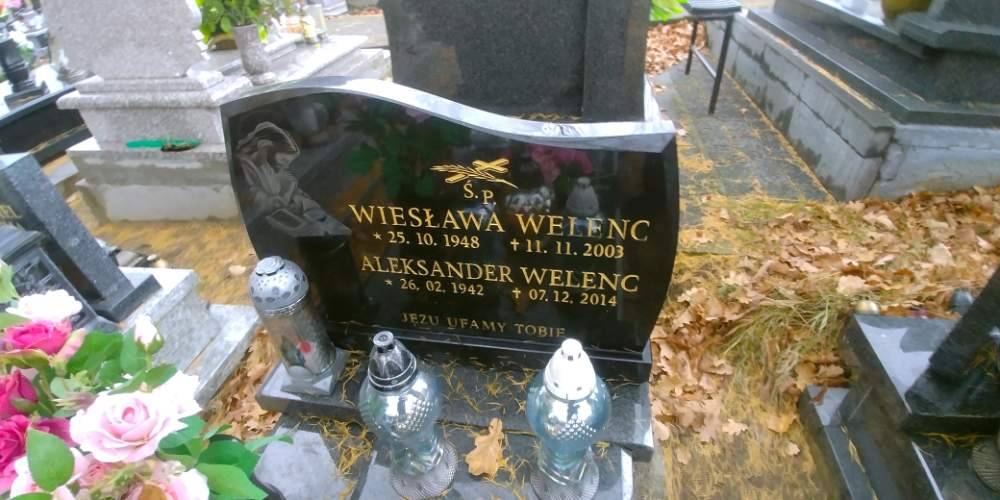 Ś. P.
WIESŁAWA WELENC
* 25. 10. 1948 ✝ 11. 11. 2003
ALEKSANDER WELENC
* 26. 02. 1942 ✝ 07. 12. 2014
JEZU UFAMY TOBIE